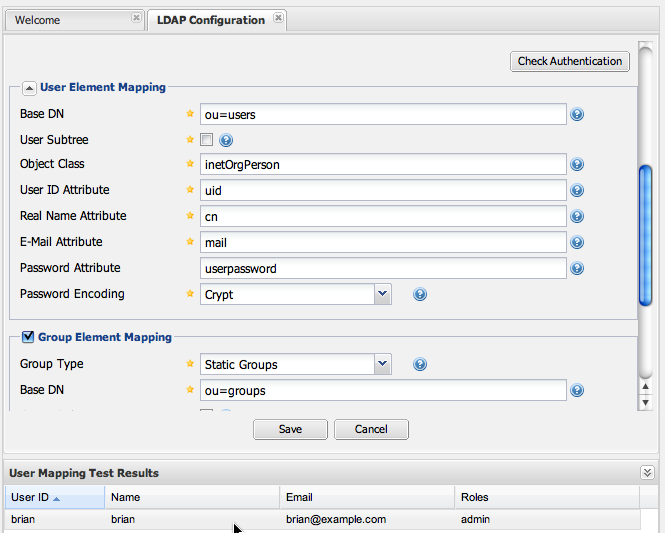 Welcome
LDAP Configuration
Check Authentication
User Element Mapping
Base DN ou=users
User Subtree
Object Class inetOrgPerson
User ID Attribute uid
Real Name Attribute cn
E-Mail Attribute mail
Password Attribute userpassword
Password Encoding Crypt
Group Element Mapping
Group Type Static Groups
Base DN ou=groups
Save Cancel
User Mapping Test Results
User ID Name Email Roles
brian brian brian@example.com admin